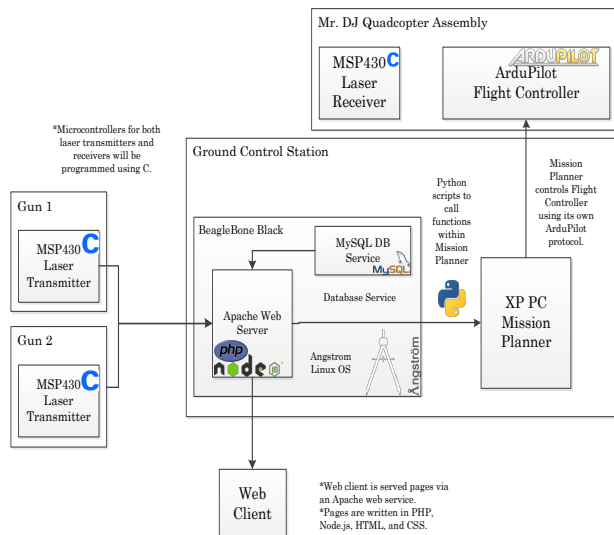 Mr. DJ Quadcopter Assembly
MSP430
Laser
Receiver
C
ARDUPILOT
ArduPilot
Flight Controller
*Microcontrollers for both
laser transmitters and
receivers will be
programmed using C.
Ground Control Station
Mission
Planner
controls Flight
Controller
using its own
ArduPilot
protocol.
Python
scripts to
call
functions
within
Mission
Planner
Gun 1
MSP430
Laser
Transmitter
C
BeagleBone Black
MySQL DB
Service
MySQL
Apache Web
Server
php
node
JS
Database Service
XP PC
Mission
Planner
Gun 2
MSP430
Laser
Transmitter
C
Angstrom
Linux OS
Ångström
Web
Client
*Web client is served pages via
an Apache web service.
*Pages are written in PHP,
Node.js, HTML, and CSS.